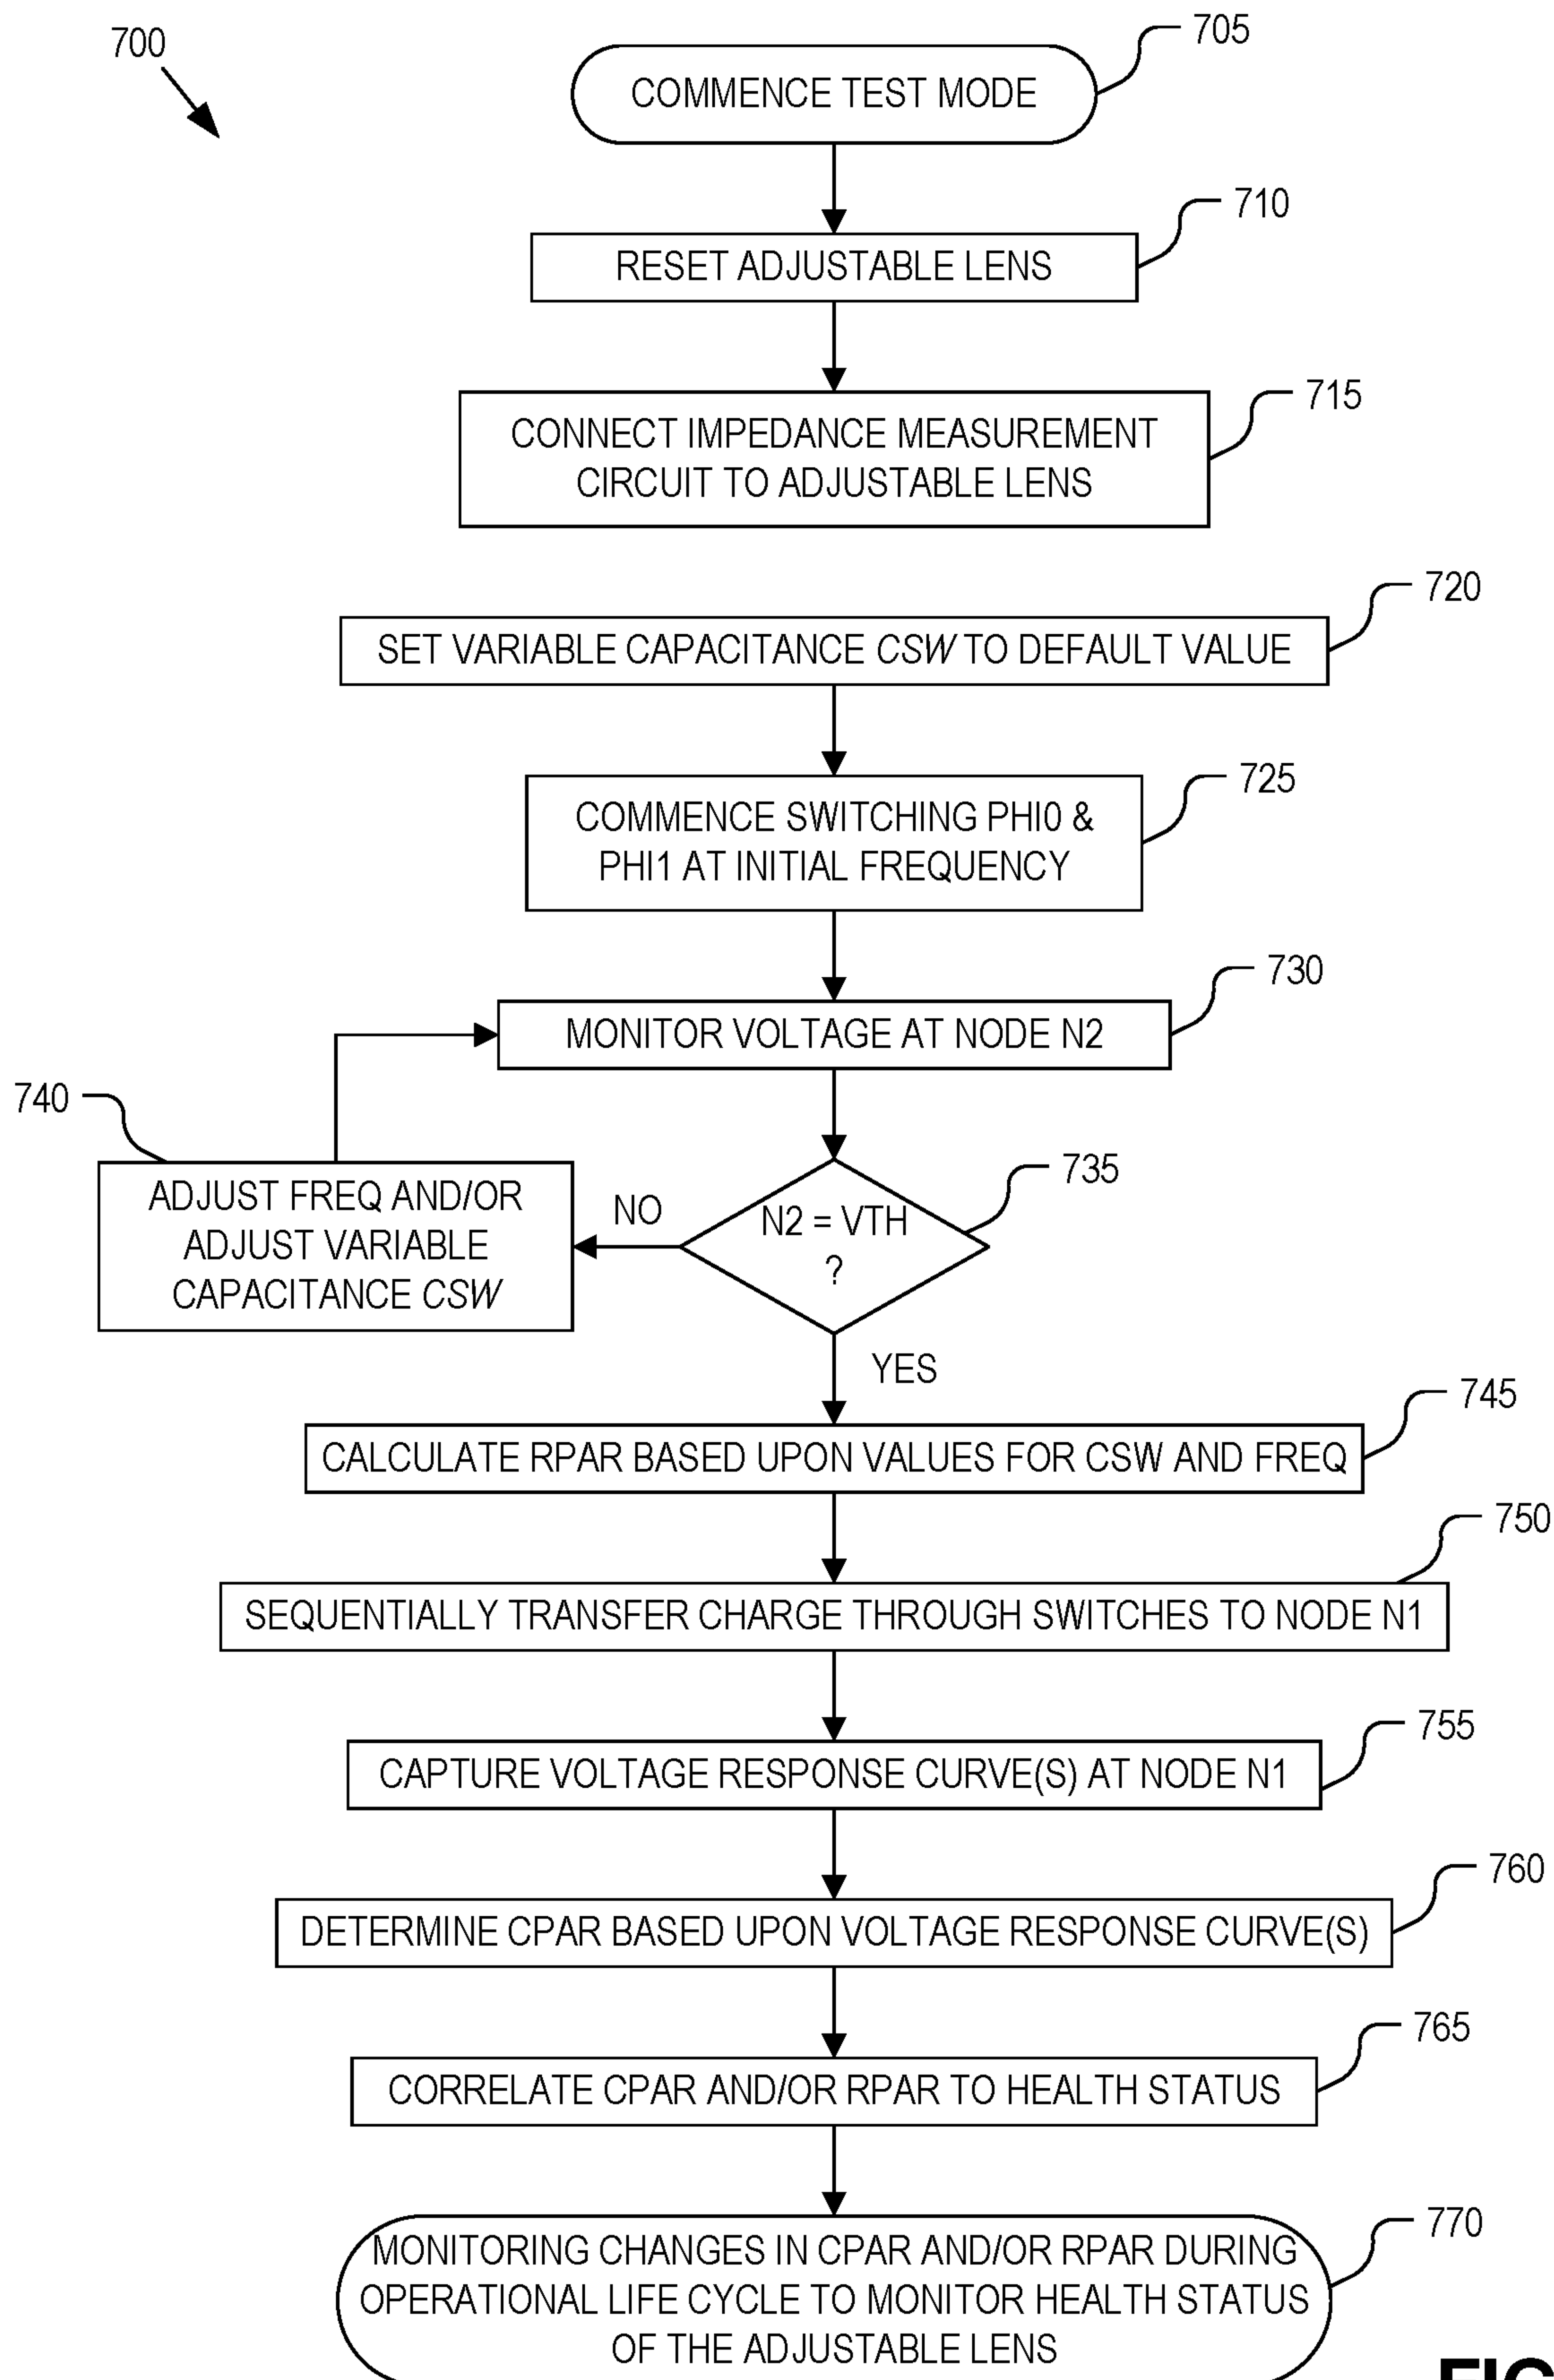 700
705
COMMENCE TEST MODE
710
RESET ADJUSTABLE LENS
715
CONNECT IMPEDANCE MEASUREMENT
CIRCUIT TO ADJUSTABLE LENS
720
SET VARIABLE CAPACITANCE CSW TO DEFAULT VALUE
725
COMMENCE SWITCHING PHI0 &
PHI1 AT INITIAL FREQUENCY
730
MONITOR VOLTAGE AT NODE N2
735
N2 = VTH
?
NO
740
ADJUST FREQ AND/OR
ADJUST VARIABLE
CAPACITANCE CSW
YES
745
CALCULATE RPAR BASED UPON VALUES FOR CSW AND FREQ
750
SEQUENTIALLY TRANSFER CHARGE THROUGH SWITCHES TO NODE N1
755
CAPTURE VOLTAGE RESPONSE CURVE(S) AT NODE N1
760
DETERMINE CPAR BASED UPON VOLTAGE RESPONSE CURVE(S)
765
CORRELATE CPAR AND/OR RPAR TO HEALTH STATUS
770
MONITORING CHANGES IN CPAR AND/OR RPAR DURING
OPERATIONAL LIFE CYCLE TO MONITOR HEALTH STATUS
OF THE ADJUSTABLE LENS